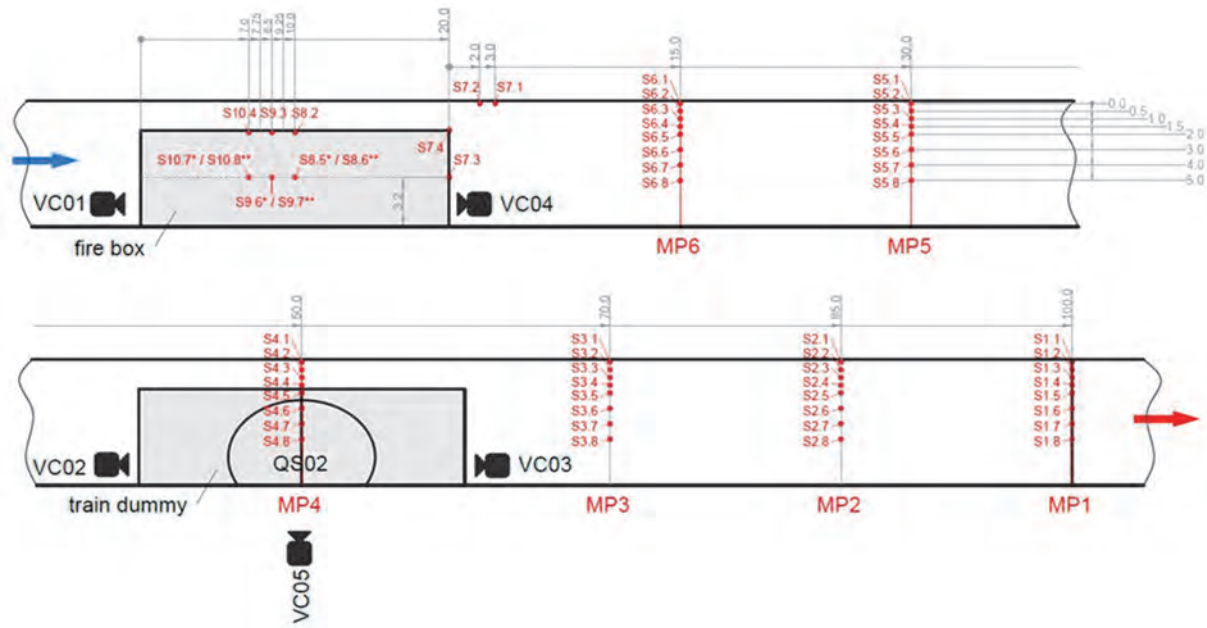 7.0
7.75
8.5
9.25
10.0
20.0
2.0
3.0
15.0
30.0
S7.2
S7.1
S6.1
S6.2
S6.3
S6.4
S6.5
S6.6
S6.7
S6.8
S5.1
S5.2
S5.3
S5.4
S5.5
S5.6
S5.7
S5.8
0.0
0.5
1.0
1.5
2.0
3.0
4.0
5.0
S10.4 S9.3 S8.2
S7.4
S7.3
S10.7* / S10.8** S8.5* / S8.6**
S9.6* / S9.7**
3.2
VC01
VC04
fire box
MP6
MP5
50.0
70.0
85.0
100.0
S4.1
S4.2
S4.3
S4.4
S4.5
S4.6
S4.7
S4.8
S3.1
S3.2
S3.3
S3.4
S3.5
S3.6
S3.7
S3.8
S2.1
S2.2
S2.3
S2.4
S2.5
S2.6
S2.7
S2.8
S1.1
S1.2
S1.3
S1.4
S1.5
S1.6
S1.7
S1.8
VC02
QS02
VC03
train dummy
MP4
MP3
MP2
MP1
VC05